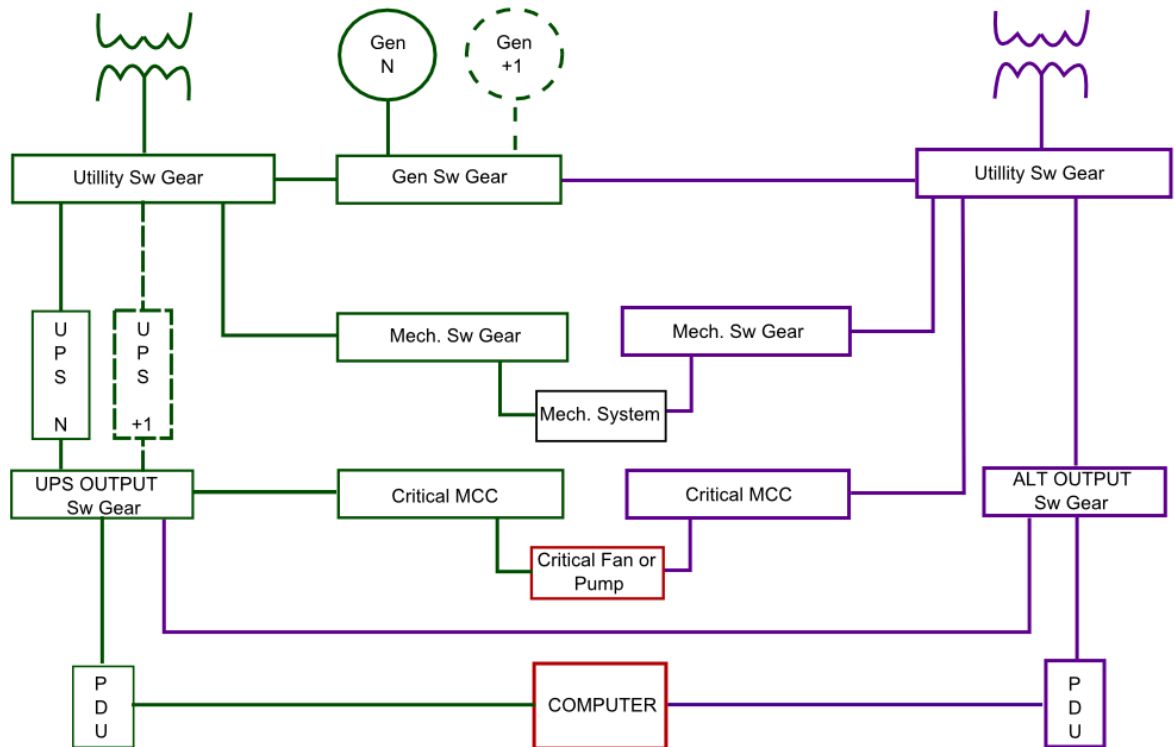 Gen
N
Gen
+1
Utillity Sw Gear
Gen Sw Gear
Utillity Sw Gear
U
P
S
N
U
P
S
+1
Mech. Sw Gear
Mech. Sw Gear
Mech. System
UPS OUTPUT
Sw Gear
Critical MCC
Critical MCC
ALT OUTPUT
Sw Gear
Critical Fan or
Pump
P
D
U
COMPUTER
P
D
U